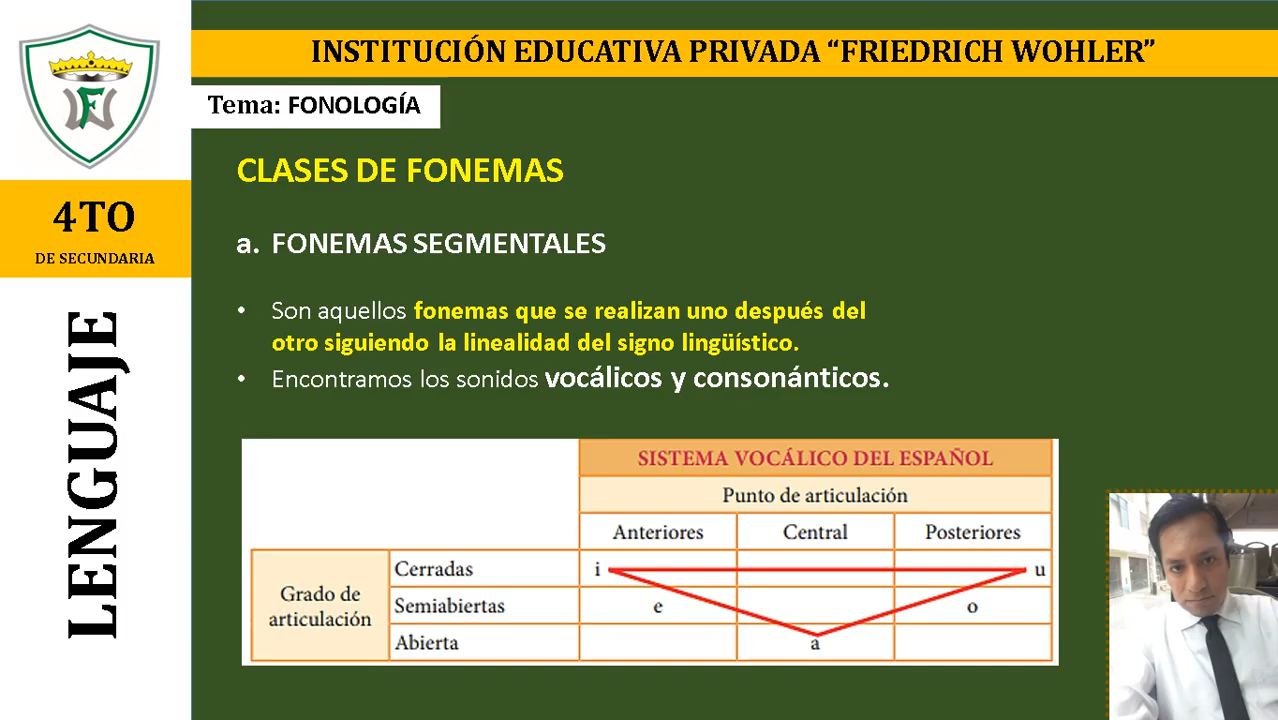 INSTITUCIÓN EDUCATIVA PRIVADA “FRIEDRICH WOHLER”
Tema: FONOLOGÍA
4TO
DE SECUNDARIA
LENGUAJE
CLASES DE FONEMAS
a. FONEMAS SEGMENTALES
• Son aquellos fonemas que se realizan uno después del
otro siguiendo la linealidad del signo lingüístico.
• Encontramos los sonidos vocálicos y consonánticos.
SISTEMA VOCÁLICO DEL ESPAÑOL
Punto de articulación
Anteriores Central Posteriores
Grado de articulación
Cerradas i u
Semiabiertas e o
Abierta a